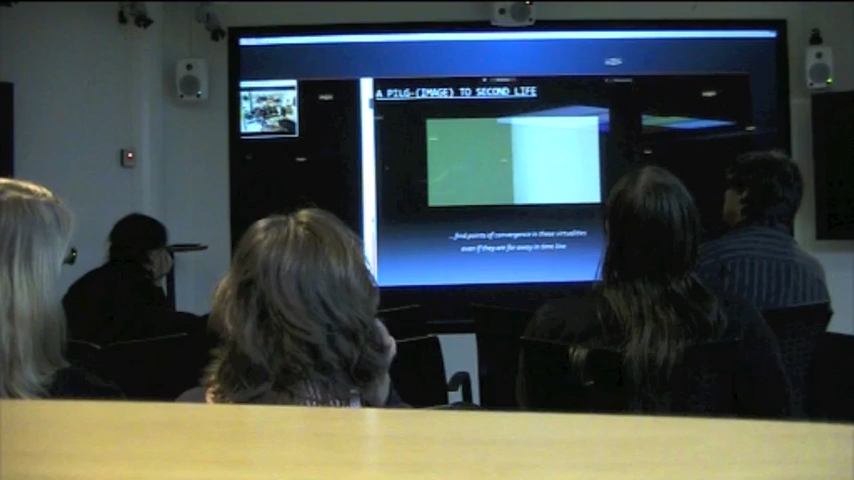 A PILG-(IMAGE) TO SECOND LIFE
...find points of convergence in these virtualities
even if they are far away in time line